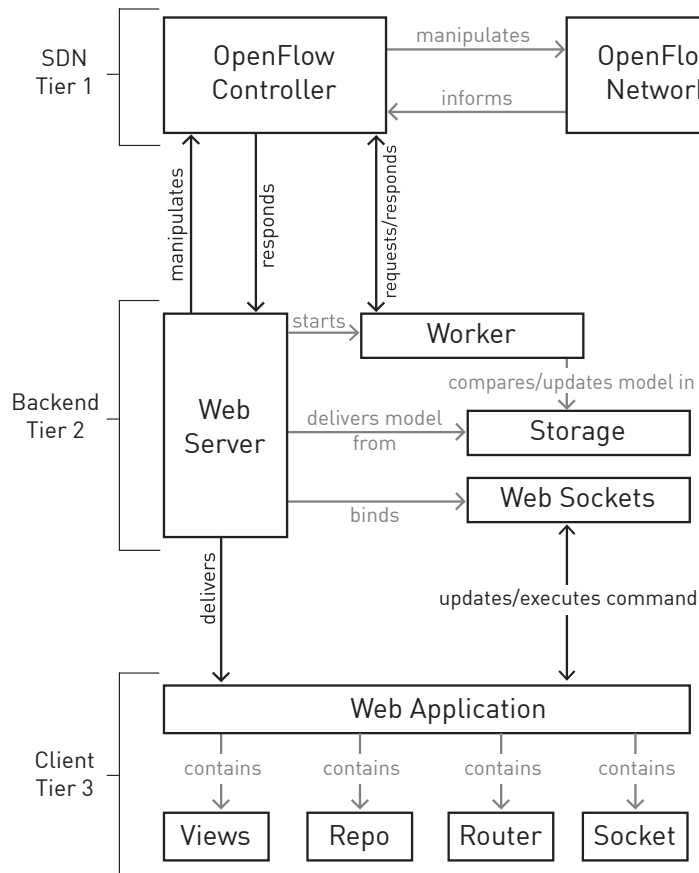 SDN
Tier 1
OpenFlow
Controller
manipulates
informs
OpenFlo
Network
manipulates
responds
requests/responds
Backend
Tier 2
Web
Server
starts
Worker
compares/updates model in
delivers model
from
Storage
binds
Web Sockets
delivers
updates/executes command
Client
Tier 3
Web Application
contains
contains
contains
contains
Views
Repo
Router
Socket